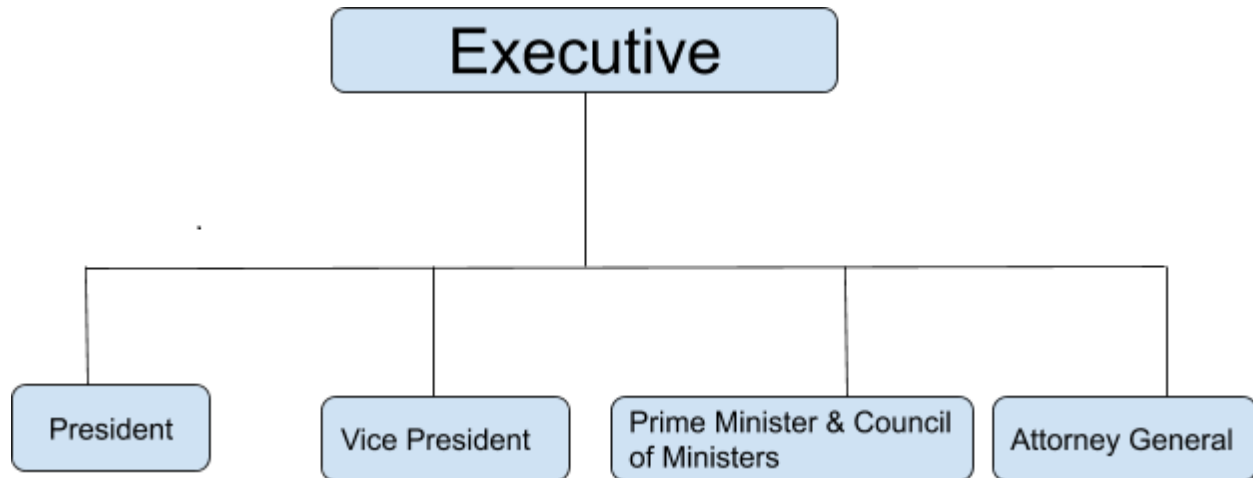 Executive
President
Vice President
Prime Minister & Council
of Ministers
Attorney General